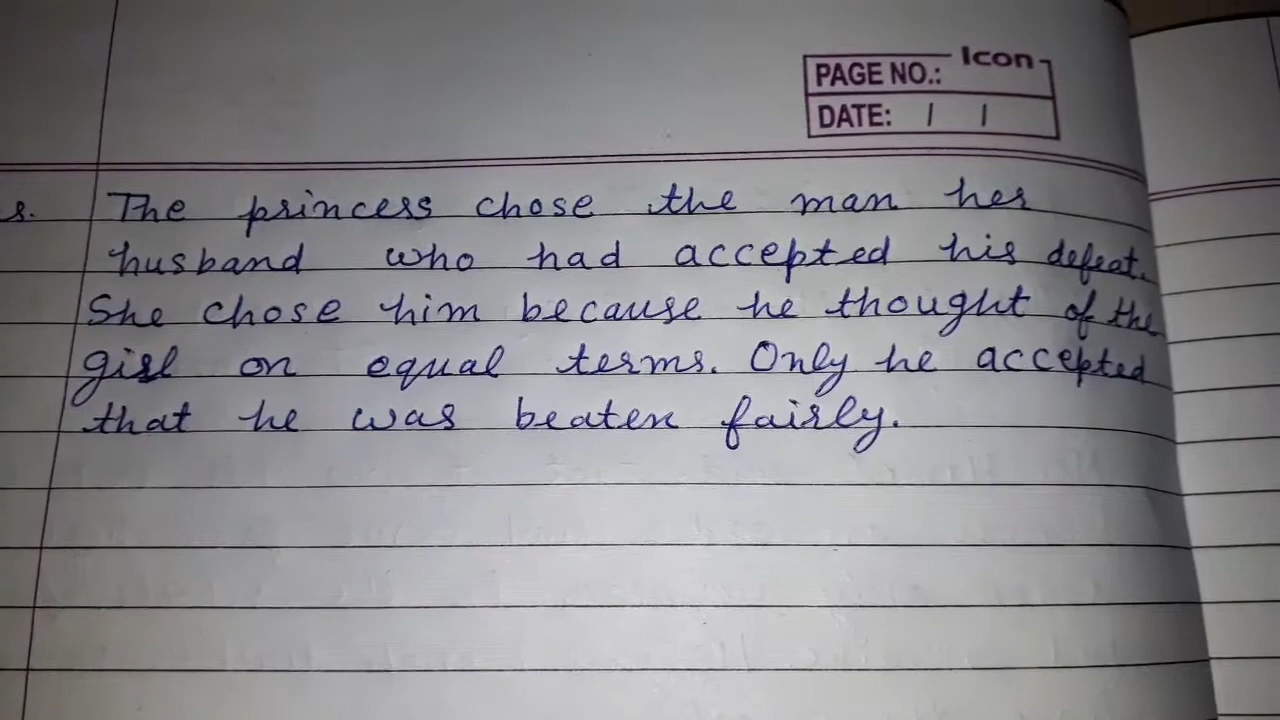 Icon
PAGE NO.:
DATE: / /
s. The princess chose the man her
husband who had accepted his defeat.
She chose him because he thought of the
girl on equal terms. Only he accepted
that he was beaten fairly.